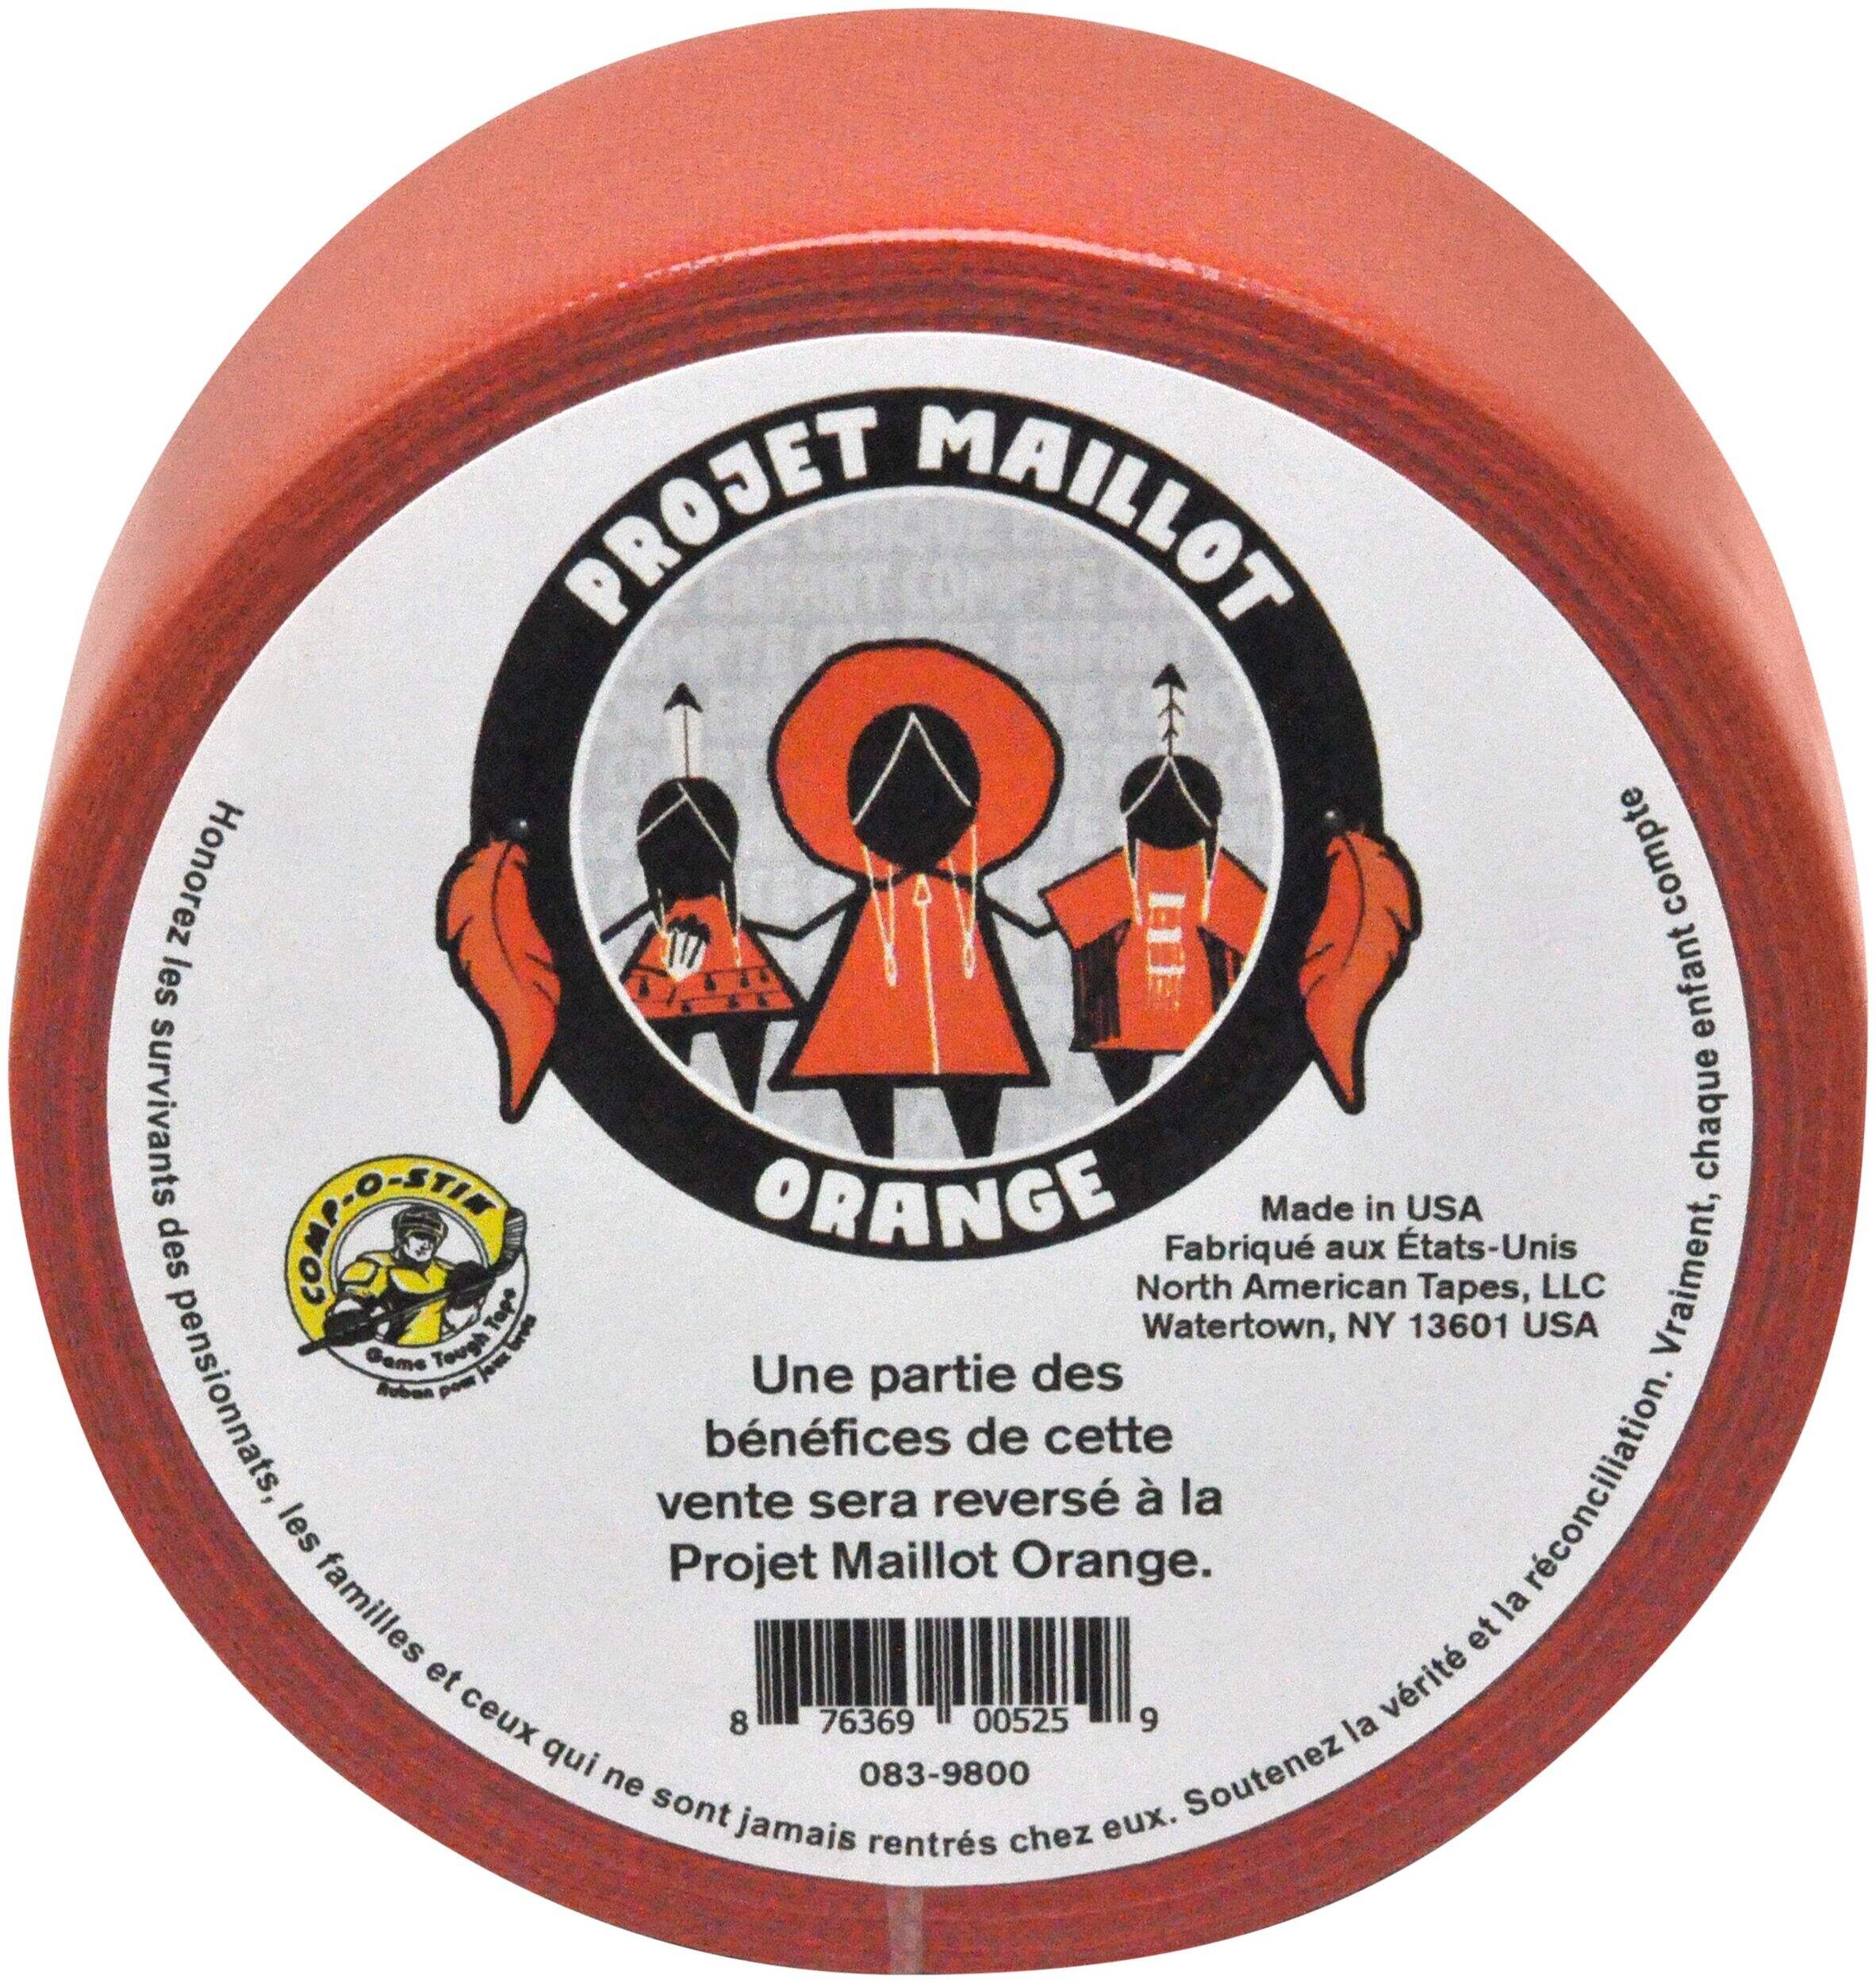 PROJET MAILLOT
ORANGE
COMP-O-STIK
Game Tough Tape
Ruban pour jeux
Made in USA
Fabriqué aux États-Unis
North American Tapes, LLC
Watertown, NY 13601 USA
Une partie des
bénéfices de cette
vente sera reversé à la
Projet Maillot Orange.
8 76369 00525 9
083-9800
Honorez les survivants des pensionnats, les familles et ceux qui ne sont jamais rentrés chez eux. Soutenez la vérité et la réconciliation. Vraiment, chaque enfant compte